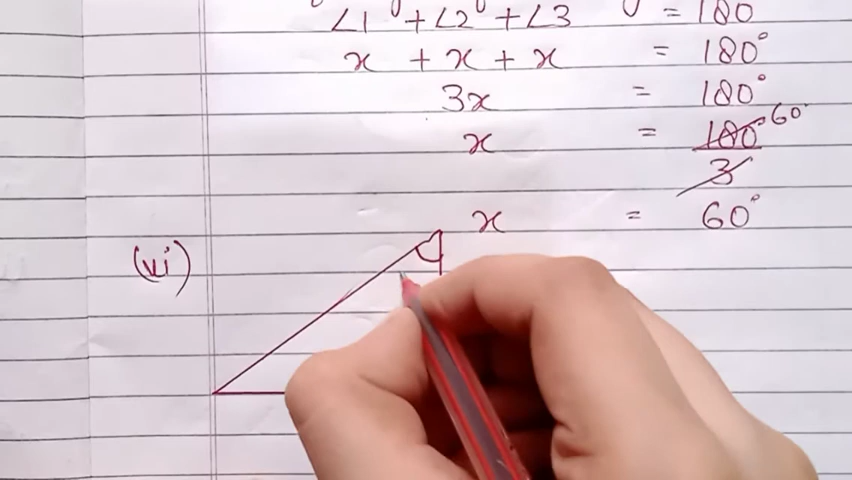 ∠1 + ∠2 + ∠3 = 180
x + x + x = 180°
3x = 180°
x = 180° 60°
3
x = 60°
(vi)